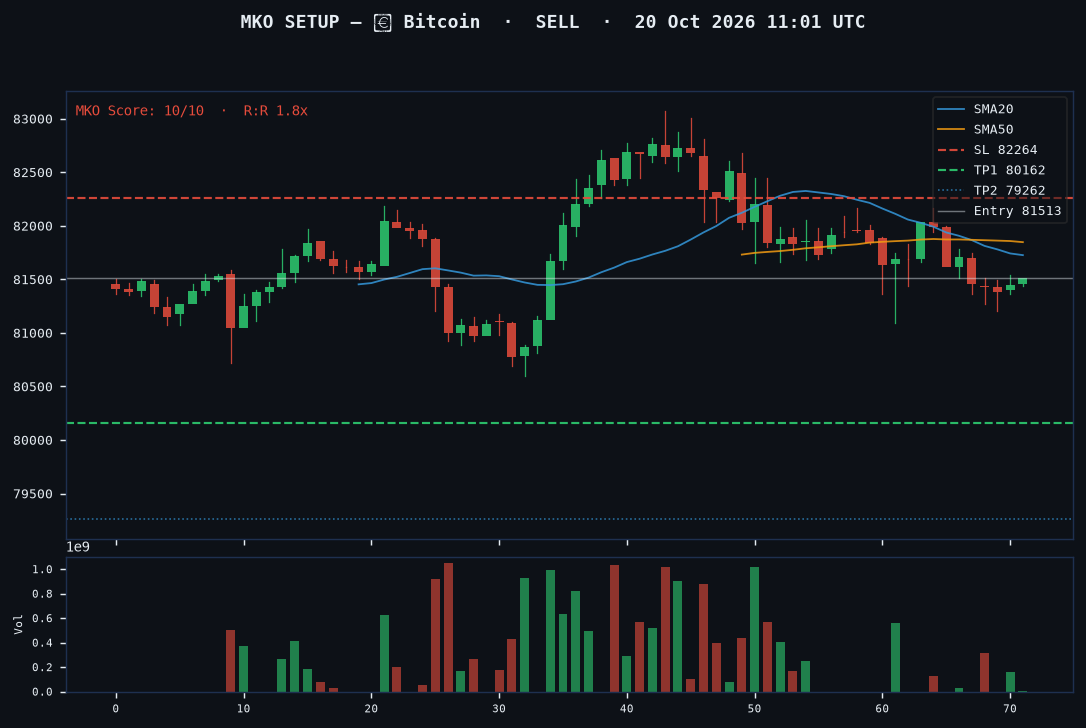 MKO SETUP — 💶 Bitcoin · SELL · 20 Oct 2026 11:01 UTC
MKO Score: 10/10 · R:R 1.8x
SMA20
SMA50
SL 82264
TP1 80162
TP2 79262
Entry 81513
83000
82500
82000
81500
81000
80500
80000
79500
1e9
Vol
1.0
0.8
0.6
0.4
0.2
0.0
0 10 20 30 40 50 60 70